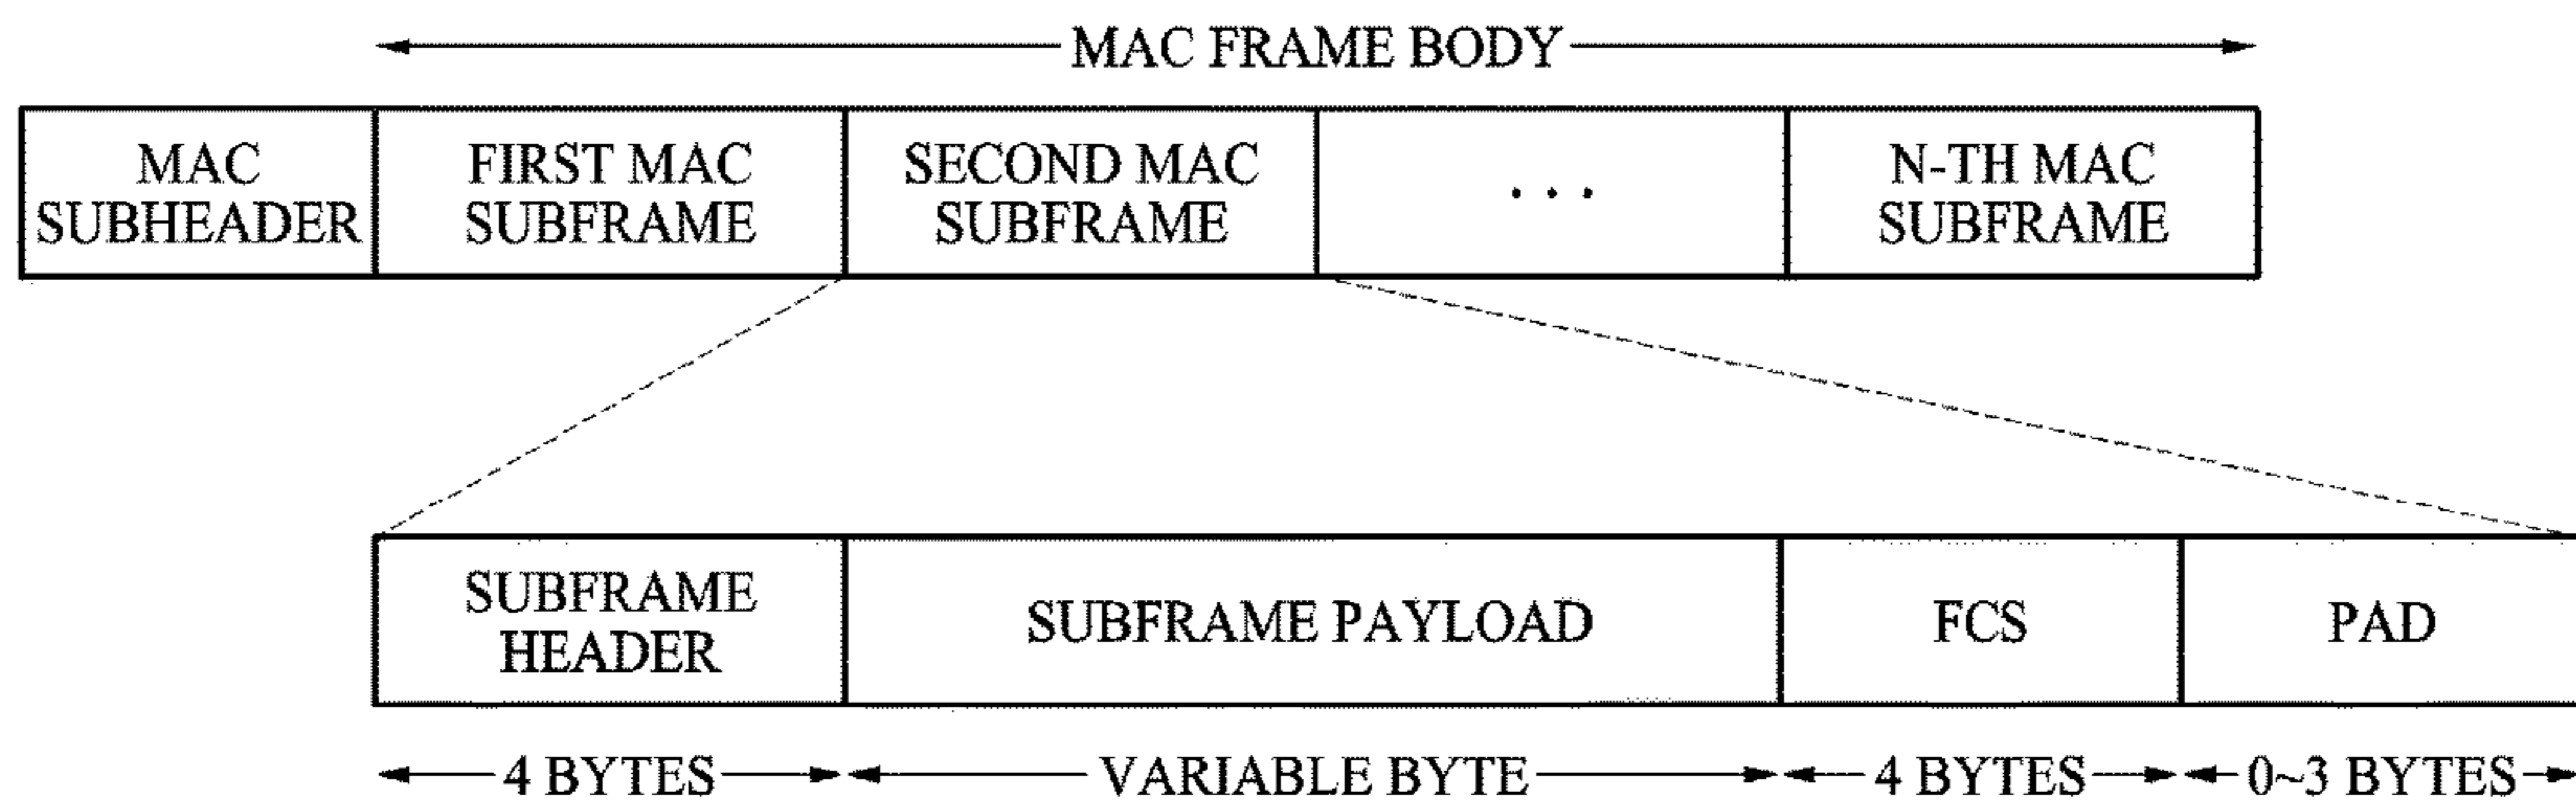 MAC FRAME BODY
MAC
SUBHEADER
FIRST MAC
SUBFRAME
SECOND MAC
SUBFRAME
. . .
N-TH MAC
SUBFRAME
SUBFRAME
HEADER
SUBFRAME PAYLOAD
FCS
PAD
4 BYTES
VARIABLE BYTE
4 BYTES
0~3 BYTES